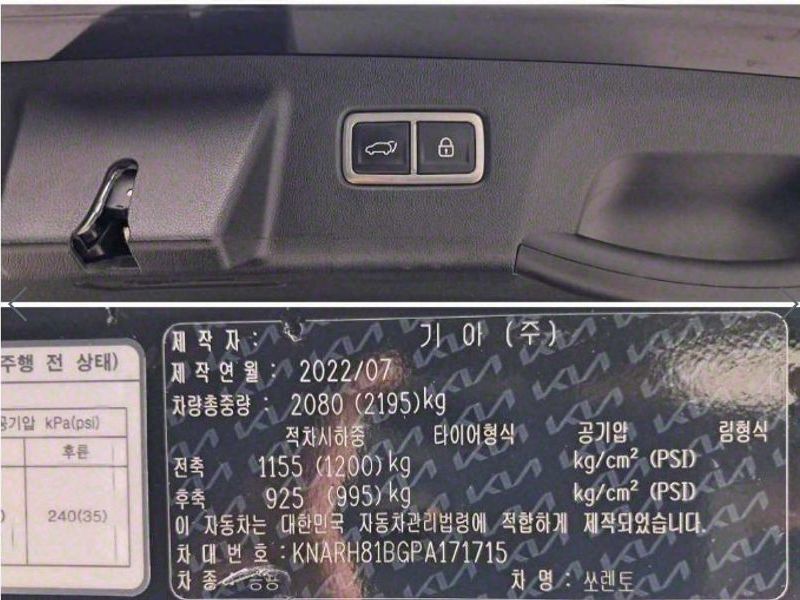 주행 전 상태)
공기압 kPa(psi)
후륜
240(35)
제 작 자 : 기 아 (주)
제 작 연 월 : 2022/07
차량총중량 : 2080 (2195)kg
적차시하중 타이어형식 공기압 림형식
전축 1155 (1200) kg kg/cm² (PSI)
후축 925 (995) kg kg/cm² (PSI)
이 자동차는 대한민국 자동차관리법령에 적합하게 제작되었습니다.
차 대 번 호 : KNARH81BGPA171715
차 종 : 승용 차 명 : 쏘렌토